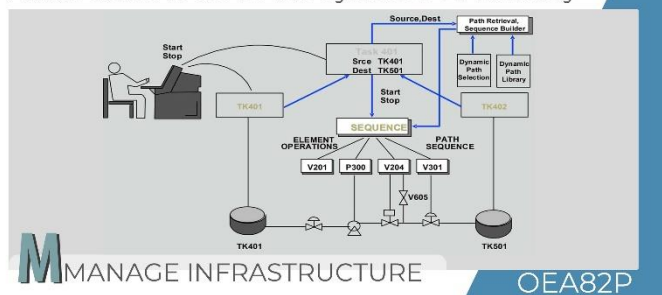 Source,Dest
Path Retrieval,
Sequence Builder
Start
Stop
Task 401
Srce TK401
Dest TK501
Dynamic
Path
Selection
Dynamic
Path
Library
TK401
Start
Stop
TK402
SEQUENCE
ELEMENT
OPERATIONS
PATH
SEQUENCE
V201
P300
V204
V301
V605
TK401
TK501
MMANAGE INFRASTRUCTURE
OEA82P